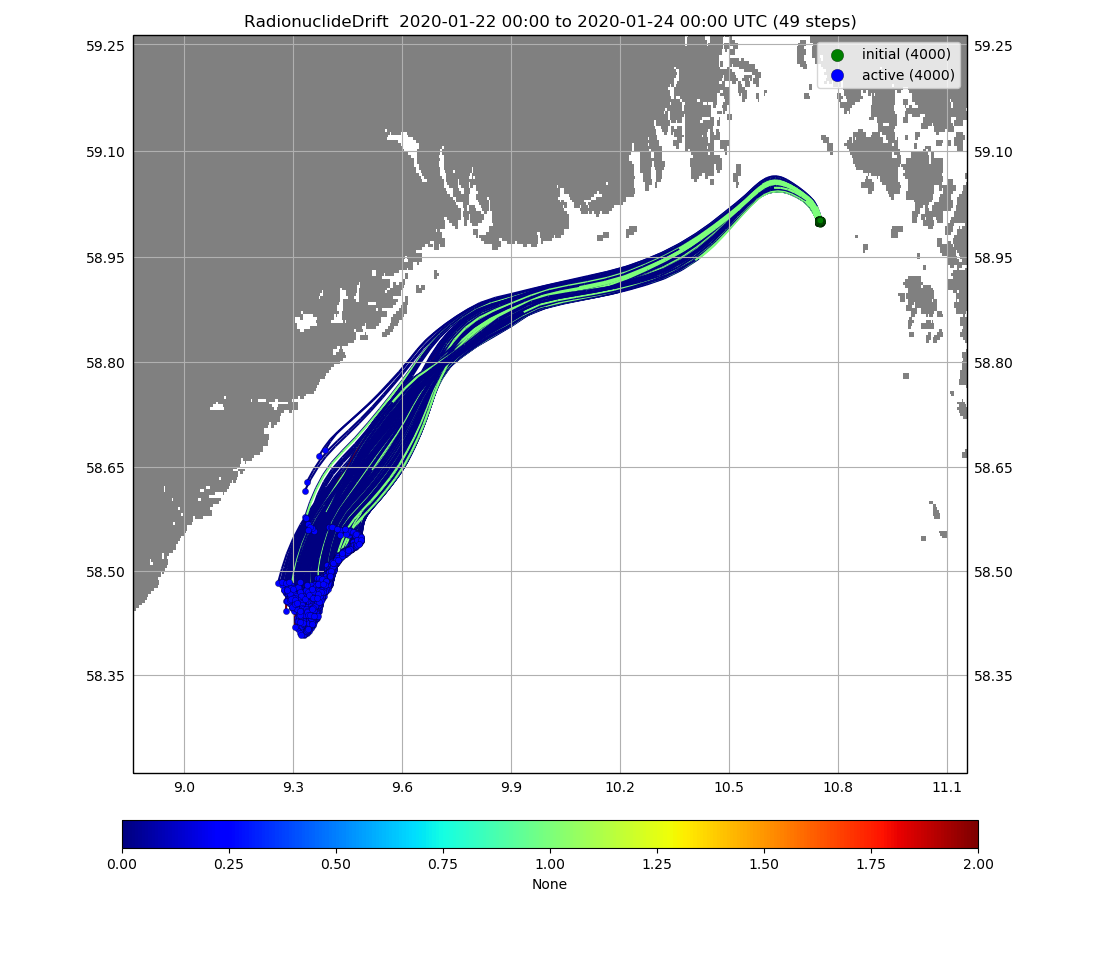 RadionuclideDrift  2020-01-22 00:00 to 2020-01-24 00:00 UTC (49 steps)
initial (4000)
active (4000)
59.25 59.25
59.10 59.10
58.95 58.95
58.80 58.80
58.65 58.65
58.50 58.50
58.35 58.35
9.0 9.3 9.6 9.9 10.2 10.5 10.8 11.1
0.00 0.25 0.50 0.75 1.00 1.25 1.50 1.75 2.00
None